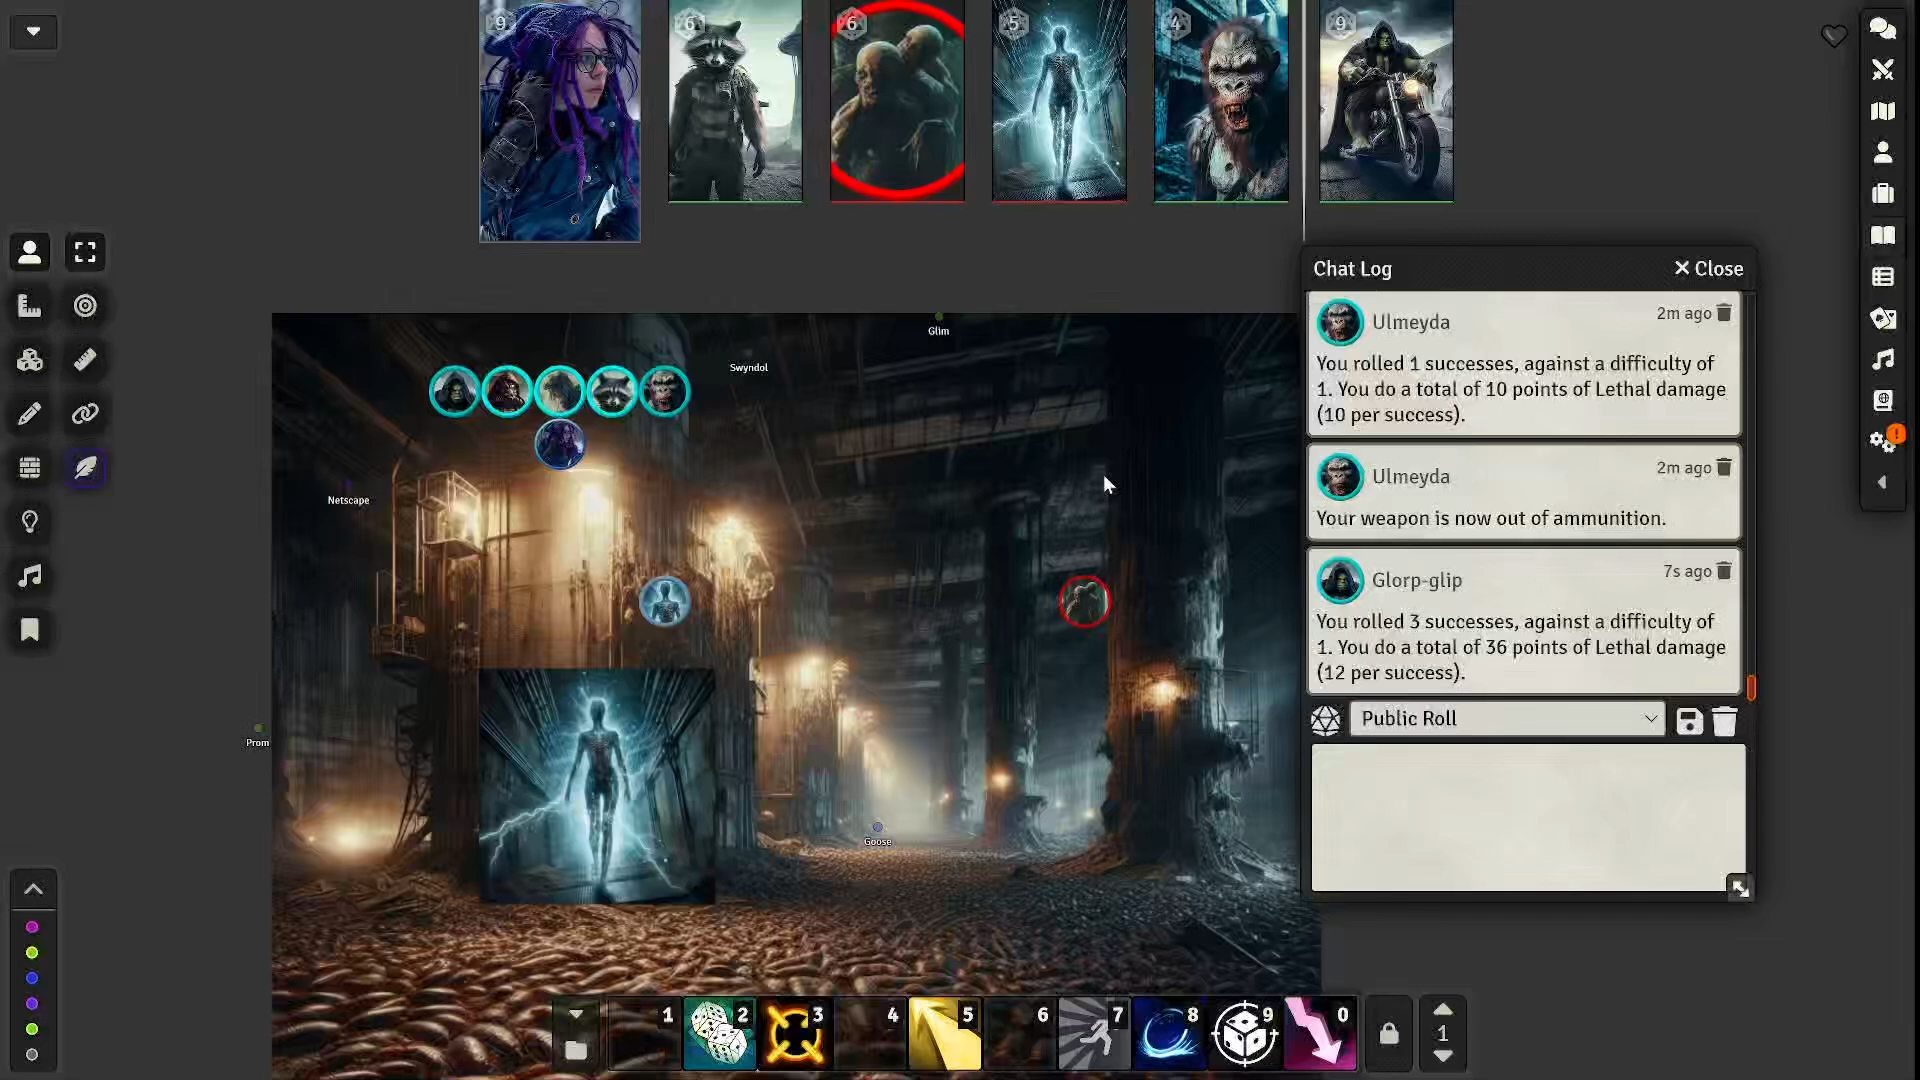 9
6
6
5
4
9
Chat Log
Close
Ulmeyda
2m ago
You rolled 1 successes, against a difficulty of
1. You do a total of 10 points of Lethal damage
(10 per success).
Ulmeyda
2m ago
Your weapon is now out of ammunition.
Glorp-glip
7s ago
You rolled 3 successes, against a difficulty of
1. You do a total of 36 points of Lethal damage
(12 per success).
Public Roll
Glim
Swyndol
Netscape
Prom
Goose
1
2
3
4
5
6
7
8
9
0
1